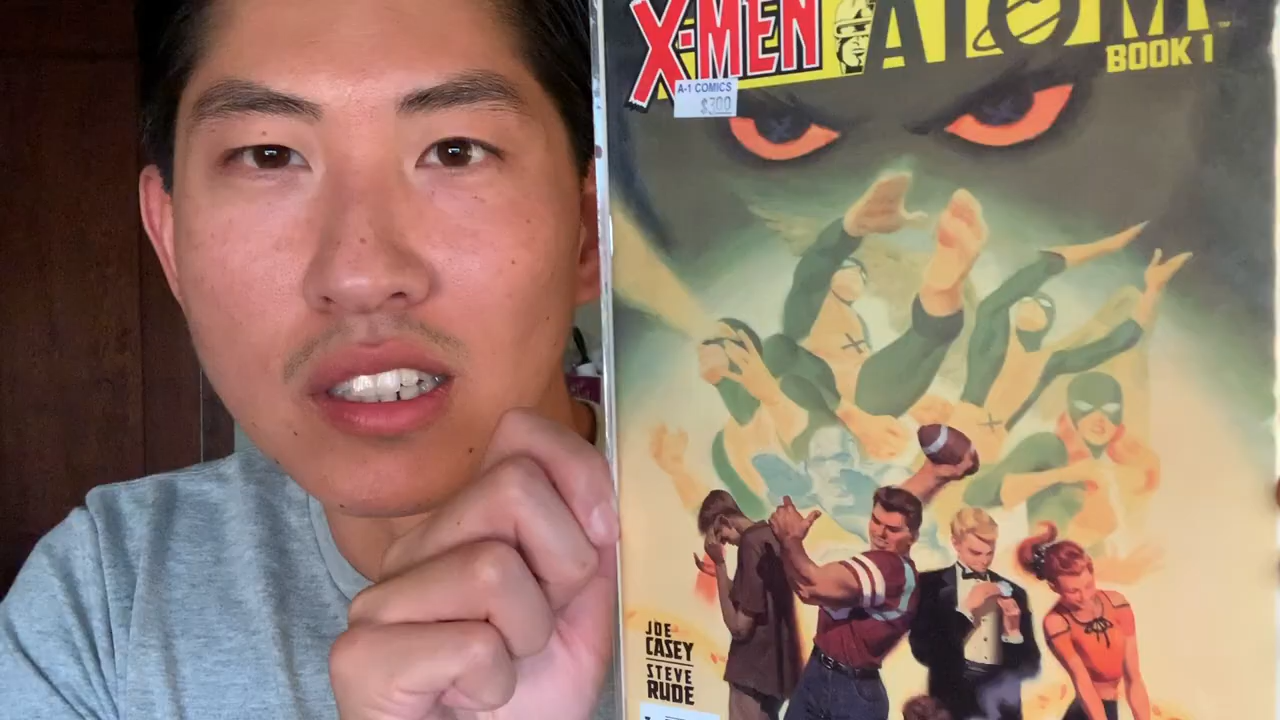 X-MEN
ATOM
BOOK 1
A-1 COMICS
$3.00
JOE
CASEY
STEVE
RUDE